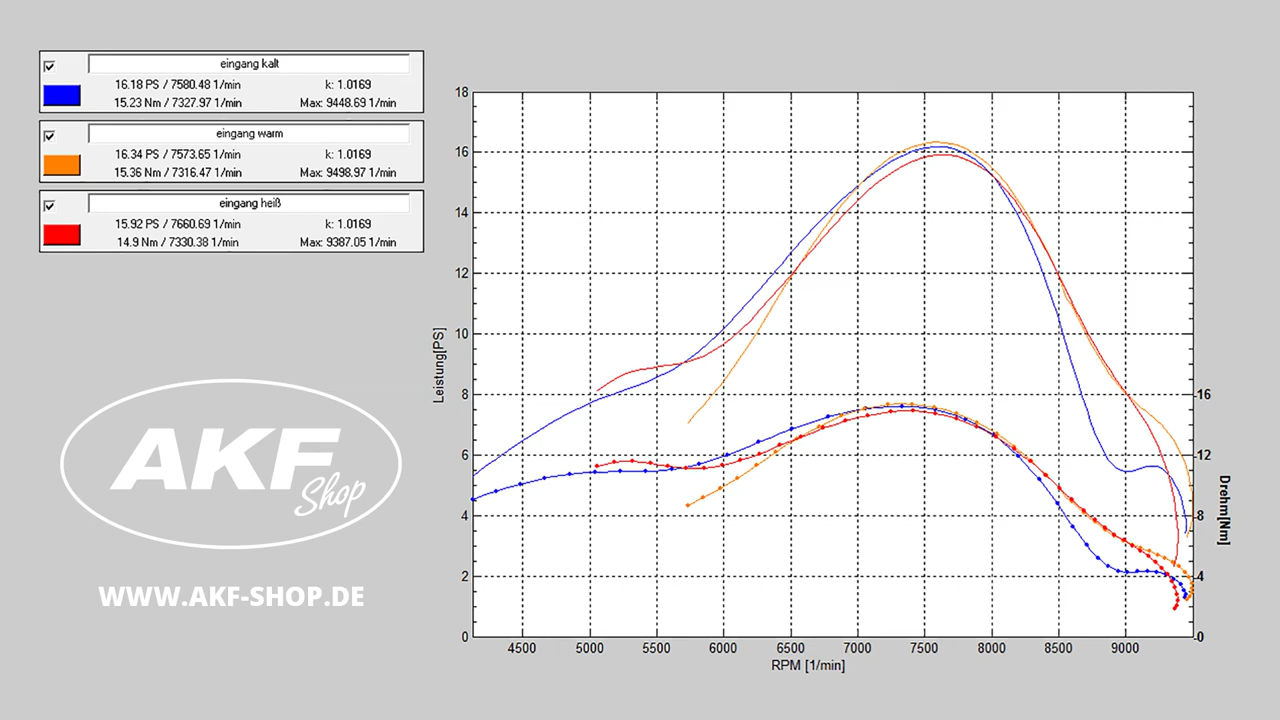 eingang kalt
16.18 PS / 7580.48 1/min
k: 1.0169
15.23 Nm / 7327.97 1/min
Max: 9448.69 1/min
eingang warm
16.34 PS / 7573.65 1/min
k: 1.0169
15.36 Nm / 7316.47 1/min
Max: 9498.97 1/min
eingang heiß
15.92 PS / 7660.69 1/min
k: 1.0169
14.9 Nm / 7330.38 1/min
Max: 9387.05 1/min
AKF
Shop
WWW.AKF-SHOP.DE
Leistung[PS]
18
16
14
12
10
8
6
4
2
0
16
12
8
4
0
Drehm[Nm]
4500 5000 5500 6000 6500 7000 7500 8000 8500 9000
RPM [1/min]